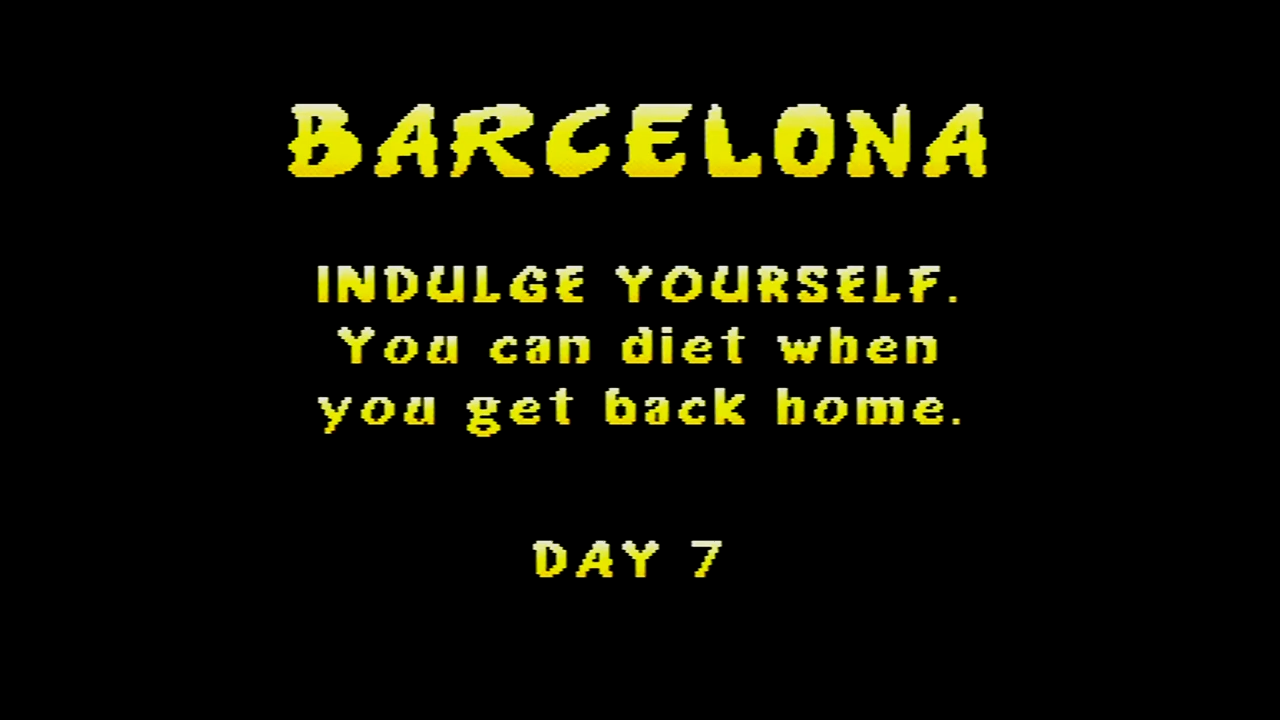 BARCELONA
INDULGE YOURSELF.
You can diet when
you get back home.
DAY 7